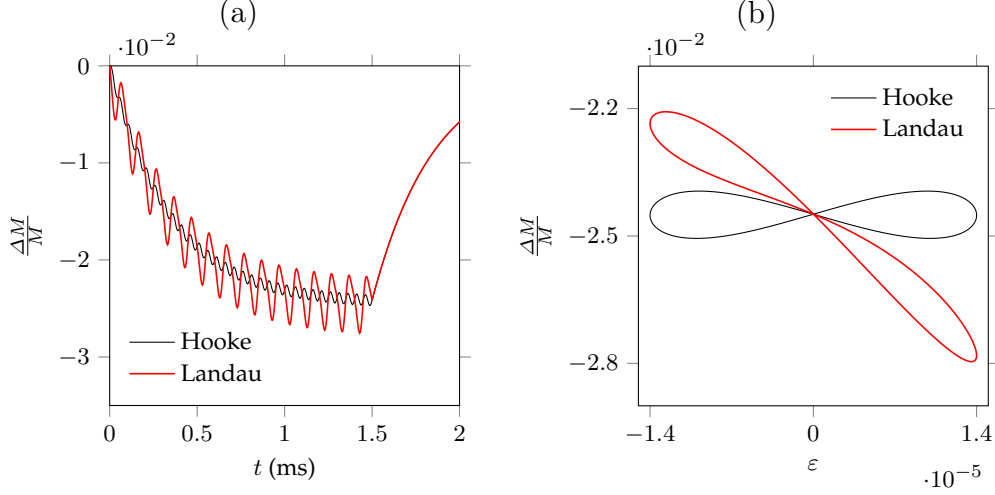 (a)
·10⁻²
0
−1
−2
−3
ΔM
M
Hooke
Landau
0
0.5
1
1.5
2
t (ms)
(b)
·10⁻²
−2.2
−2.5
−2.8
ΔM
M
Hooke
Landau
−1.4
0
1.4
ε
·10⁻⁵